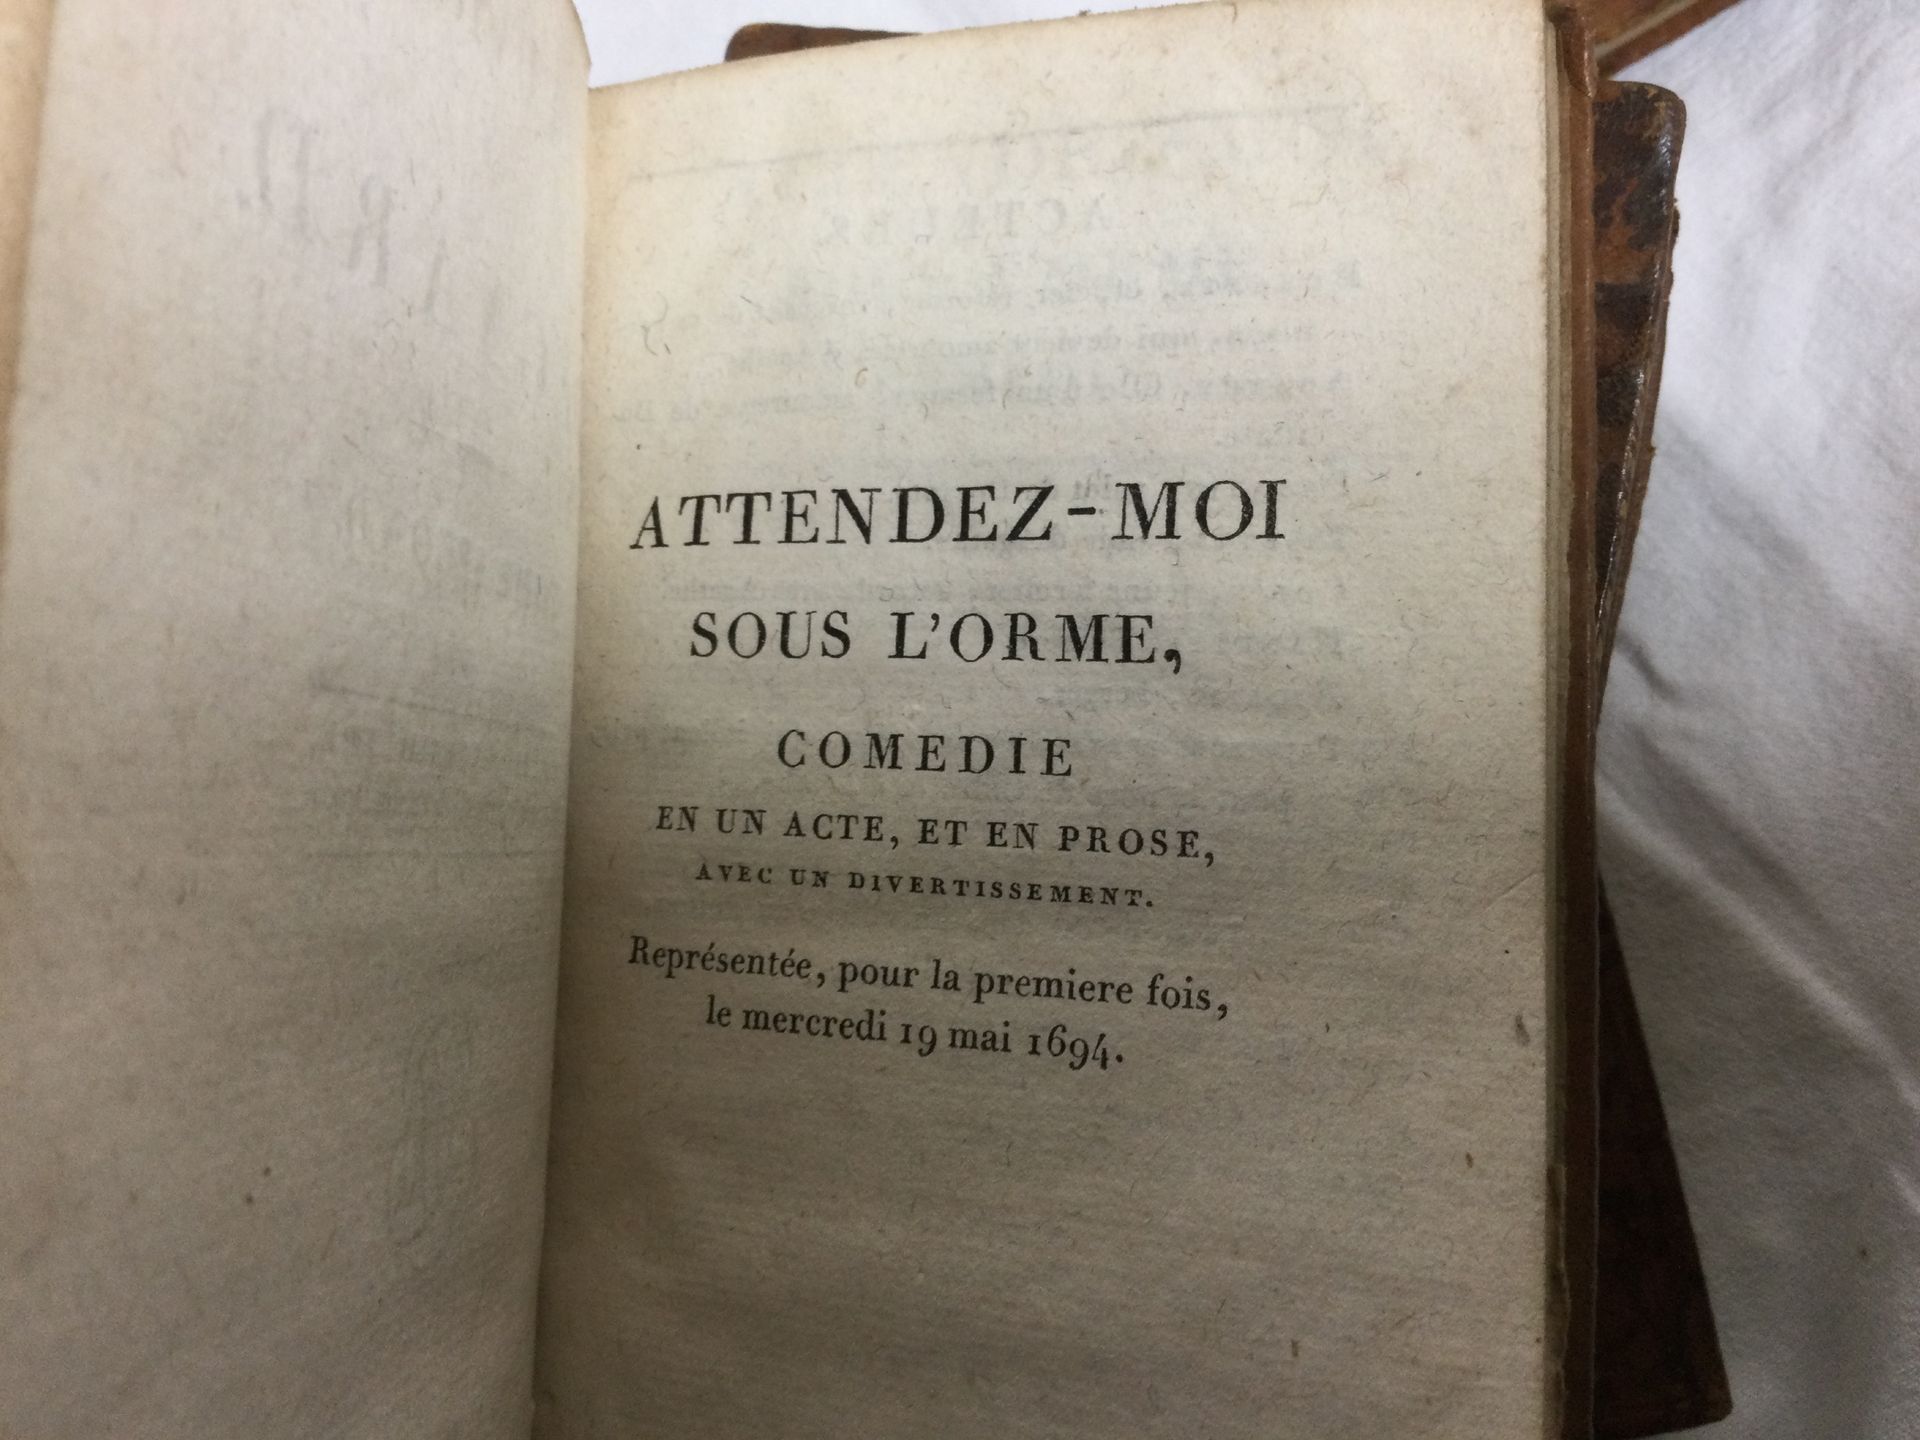 ATTENDEZ-MOI
SOUS L'ORME,
COMEDIE
EN UN ACTE, ET EN PROSE,
AVEC UN DIVERTISSEMENT.
Représentée, pour la premiere fois,
le mercredi 19 mai 1694.